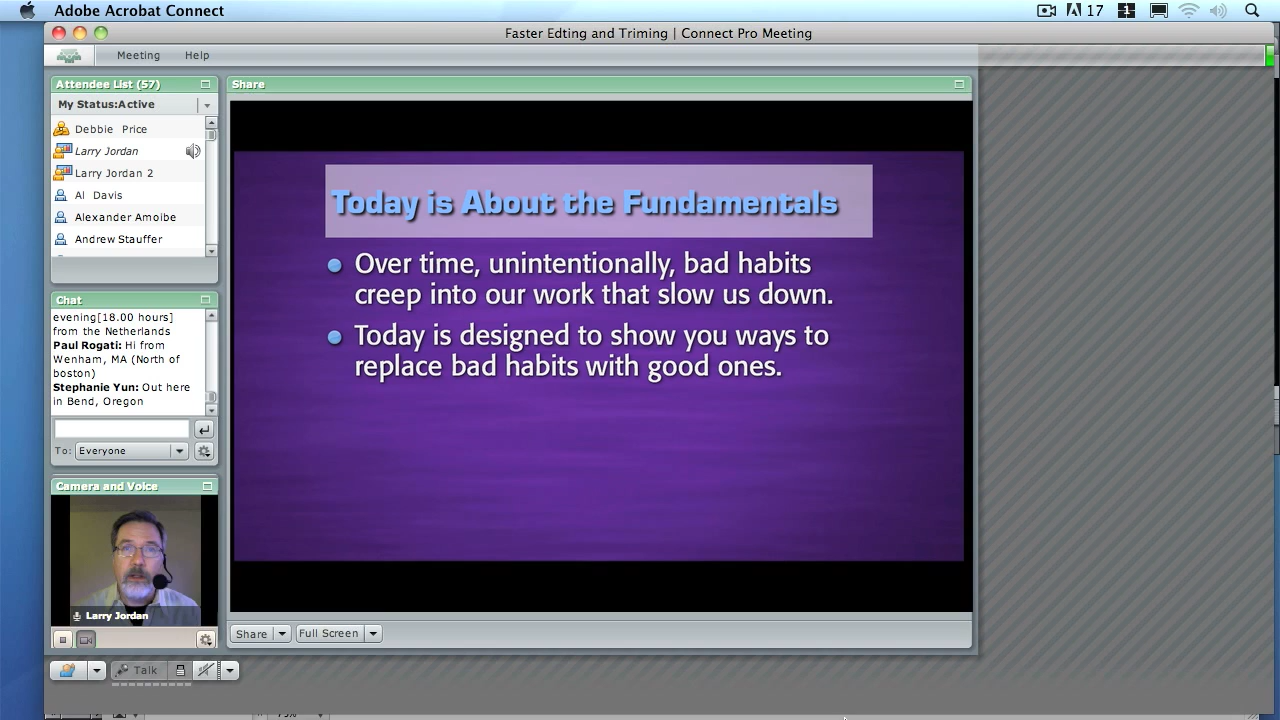 Adobe Acrobat Connect
17
1
Faster Edting and Triming | Connect Pro Meeting
Meeting
Help
Attendee List (57)
My Status:Active
Debbie Price
Larry Jordan
Larry Jordan 2
Al Davis
Alexander Amoibe
Andrew Stauffer
Chat
evening[18.00 hours]
from the Netherlands
Paul Rogati: Hi from
Wenham, MA (North of
boston)
Stephanie Yun: Out here
in Bend, Oregon
To: Everyone
Camera and Voice
Larry Jordan
Talk
Share
Today is About the Fundamentals
Over time, unintentionally, bad habits
creep into our work that slow us down.
Today is designed to show you ways to
replace bad habits with good ones.
Share
Full Screen